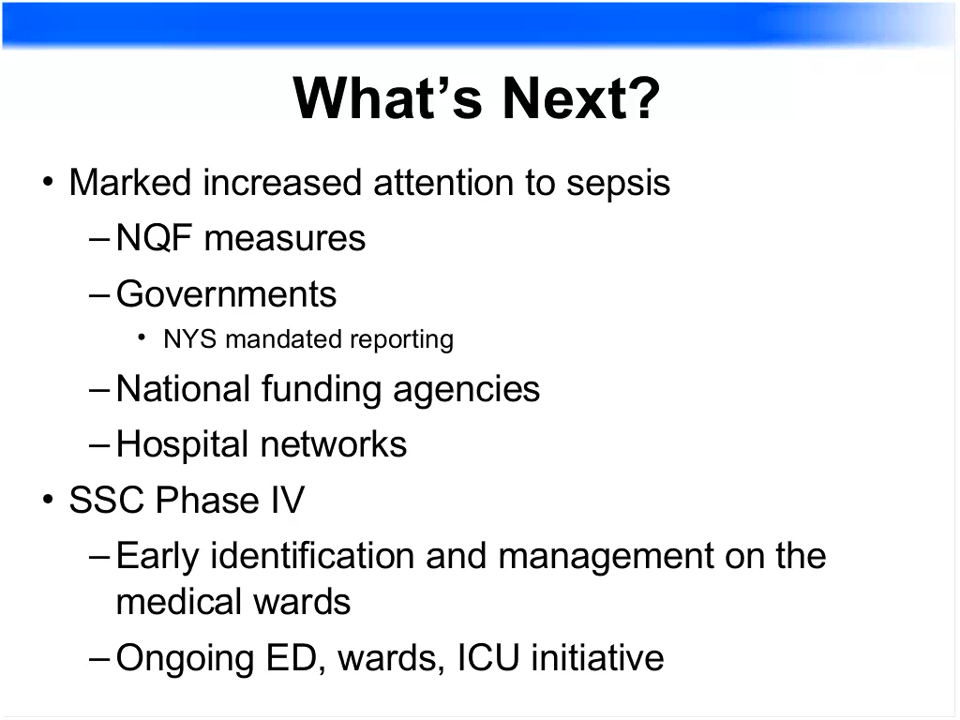 What’s Next?
• Marked increased attention to sepsis
– NQF measures
– Governments
• NYS mandated reporting
– National funding agencies
– Hospital networks
• SSC Phase IV
– Early identification and management on the
medical wards
– Ongoing ED, wards, ICU initiative